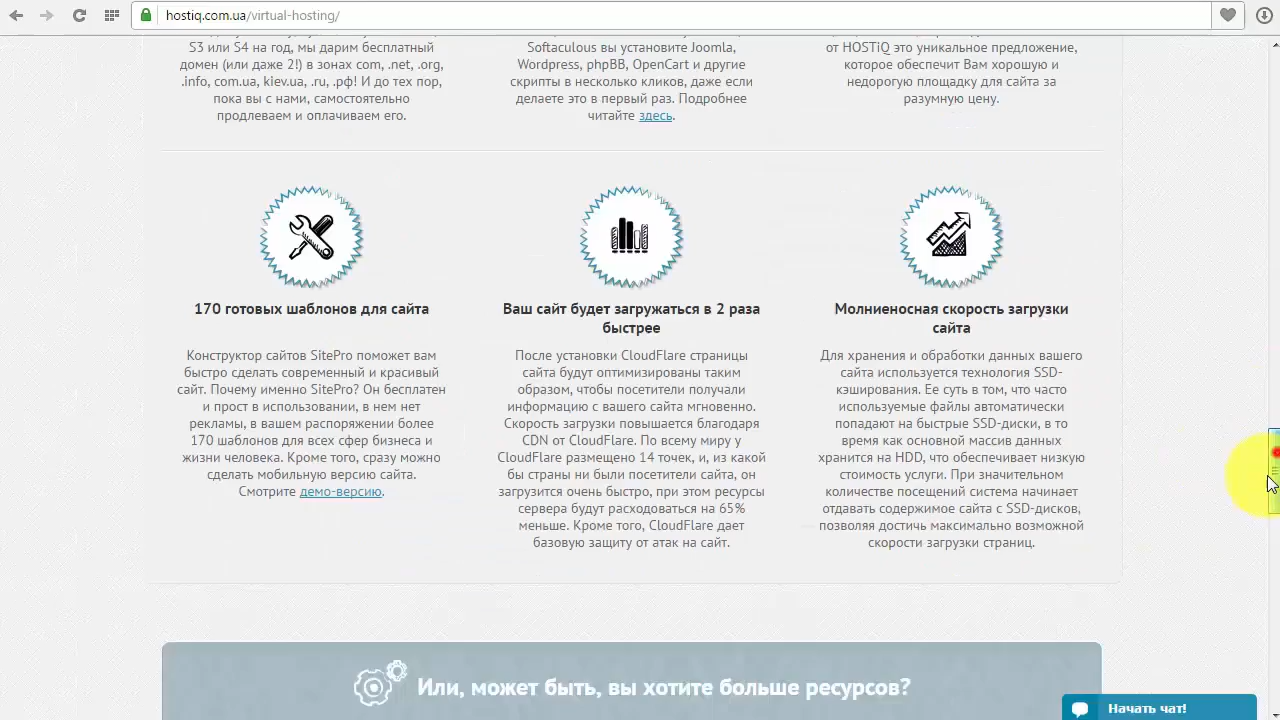 hostiq.com.ua/virtual-hosting/
S3 или S4 на год, мы дарим бесплатный
домен (или даже 2!) в зонах com, .net, .org,
.info, com.ua, kiev.ua, .ru, .рф! И до тех пор,
пока вы с нами, самостоятельно
продлеваем и оплачиваем его.
Softaculous вы установите Joomla,
Wordpress, phpBB, OpenCart и другие
скрипты в несколько кликов, даже если
делаете это в первый раз. Подробнее
читайте здесь.
от HOSTiQ это уникальное предложение,
которое обеспечит Вам хорошую и
недорогую площадку для сайта за
разумную цену.
170 готовых шаблонов для сайта
Конструктор сайтов SitePro поможет вам
быстро сделать современный и красивый
сайт. Почему именно SitePro? Он бесплатен
и прост в использовании, в нем нет
рекламы, в вашем распоряжении более
170 шаблонов для всех сфер бизнеса и
жизни человека. Кроме того, сразу можно
сделать мобильную версию сайта.
Смотрите демо-версию.
Ваш сайт будет загружаться в 2 раза
быстрее
После установки CloudFlare страницы
сайта будут оптимизированы таким
образом, чтобы посетители получали
информацию с вашего сайта мгновенно.
Скорость загрузки повышается благодаря
CDN от CloudFlare. По всему миру у
CloudFlare размещено 14 точек, и, из какой
бы страны ни были посетители сайта, он
загрузится очень быстро, при этом ресурсы
сервера будут расходоваться на 65%
меньше. Кроме того, CloudFlare дает
базовую защиту от атак на сайт.
Молниеносная скорость загрузки
сайта
Для хранения и обработки данных вашего
сайта используется технология SSD-
кэширования. Ее суть в том, что часто
используемые файлы автоматически
попадают на быстрые SSD-диски, в то
время как основной массив данных
хранится на HDD, что обеспечивает низкую
стоимость услуги. При значительном
количестве посещений система начинает
отдавать содержимое сайта с SSD-дисков,
позволяя достичь максимально возможной
скорости загрузки страниц.
Или, может быть, вы хотите больше ресурсов?
Начать чат!